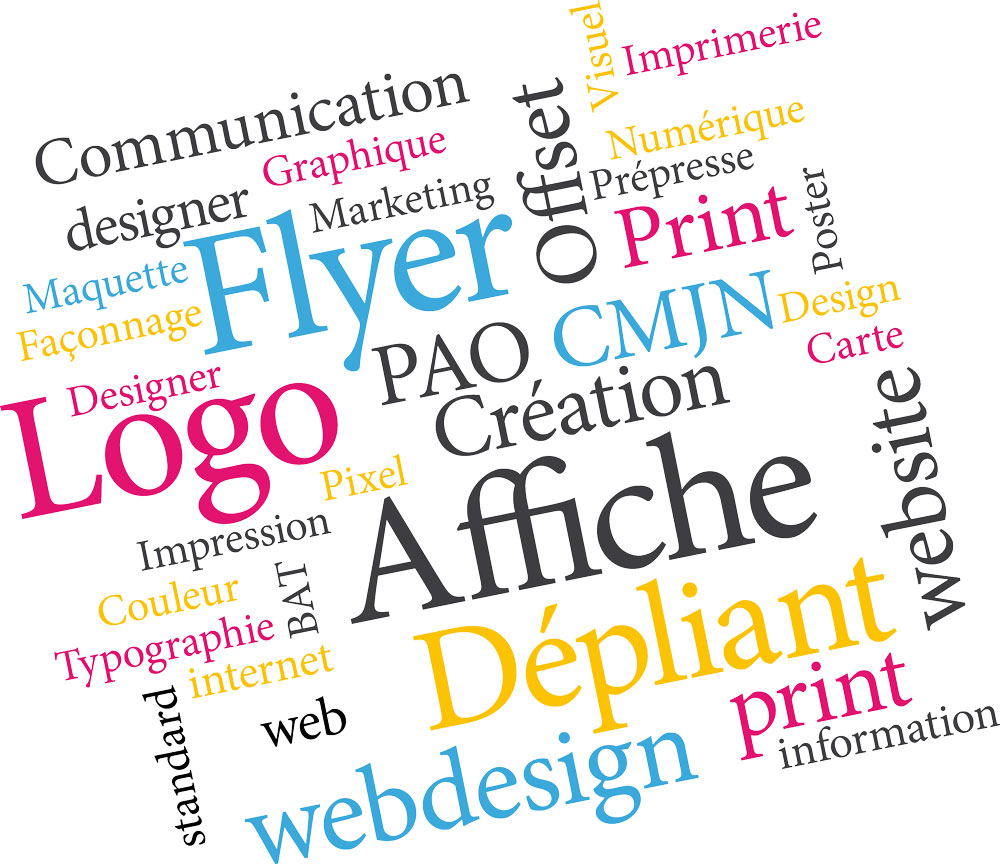 Visuel
Imprimerie
Communication
Offset
Numérique
Graphique
Prépresse
designer
Marketing
Print
Poster
Flyer
Maquette
Façonnage
CMJN
Design
PAO
Carte
Designer
Logo
Création
website
Pixel
Affiche
Impression
BAT
Couleur
Typographie
Dépliant
internet
print
standard
web
information
webdesign